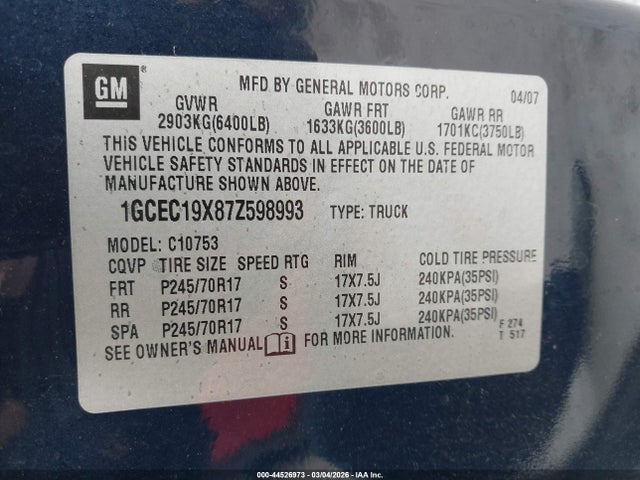 GM®
MFD BY GENERAL MOTORS CORP. 04/07
GVWR GAWR FRT GAWR RR
2903KG(6400LB) 1633KG(3600LB) 1701KC(3750LB)
THIS VEHICLE CONFORMS TO ALL APPLICABLE U.S. FEDERAL MOTOR
VEHICLE SAFETY STANDARDS IN EFFECT ON THE DATE OF
MANUFACTURE SHOWN ABOVE.
1GCEC19X87Z598993 TYPE: TRUCK
MODEL: C10753
CQVP TIRE SIZE SPEED RTG RIM COLD TIRE PRESSURE
FRT P245/70R17 S 17X7.5J 240KPA(35PSI)
RR P245/70R17 S 17X7.5J 240KPA(35PSI)
SPA P245/70R17 S 17X7.5J 240KPA(35PSI)
SEE OWNER'S MANUAL FOR MORE INFORMATION.
F 274
T 517
000-44526973 — 03/04/2026 — IAA Inc.